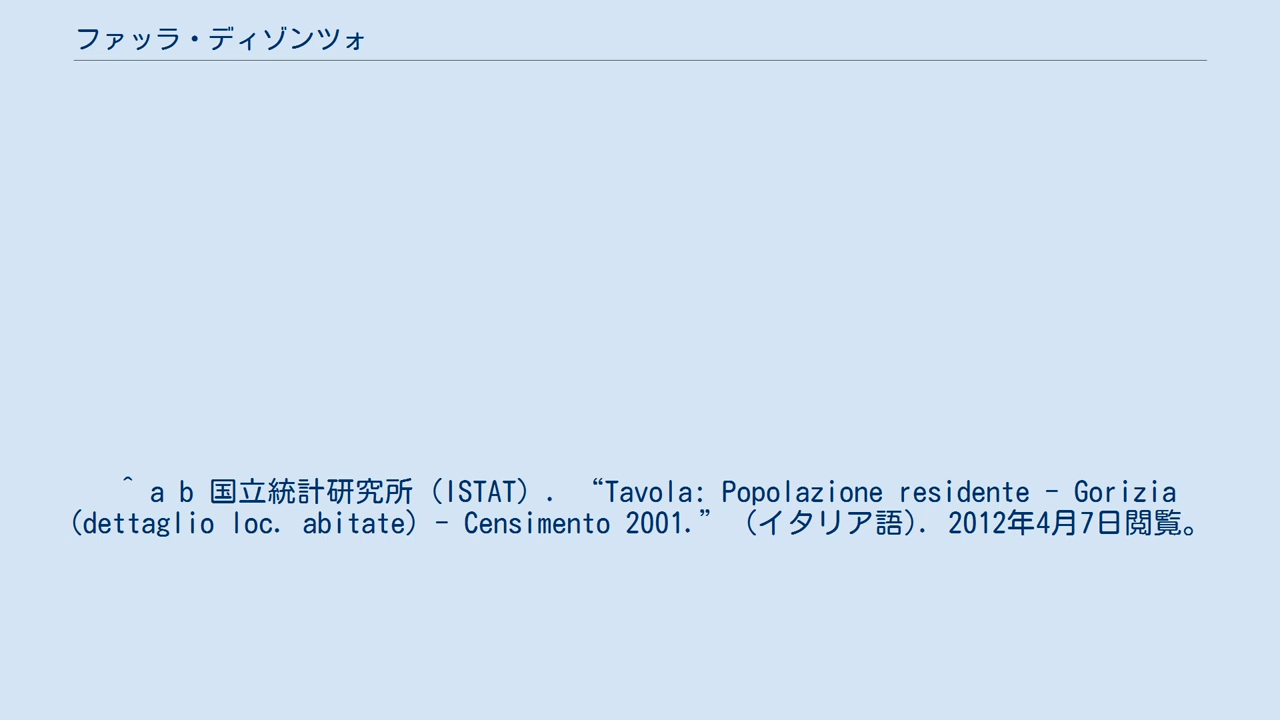 ファッラ・ディゾンツォ
^ a b 国立統計研究所 (ISTAT). “Tavola: Popolazione residente - Gorizia
(dettaglio loc. abitate) - Censimento 2001.” (イタリア語). 2012年4月7日閲覧。